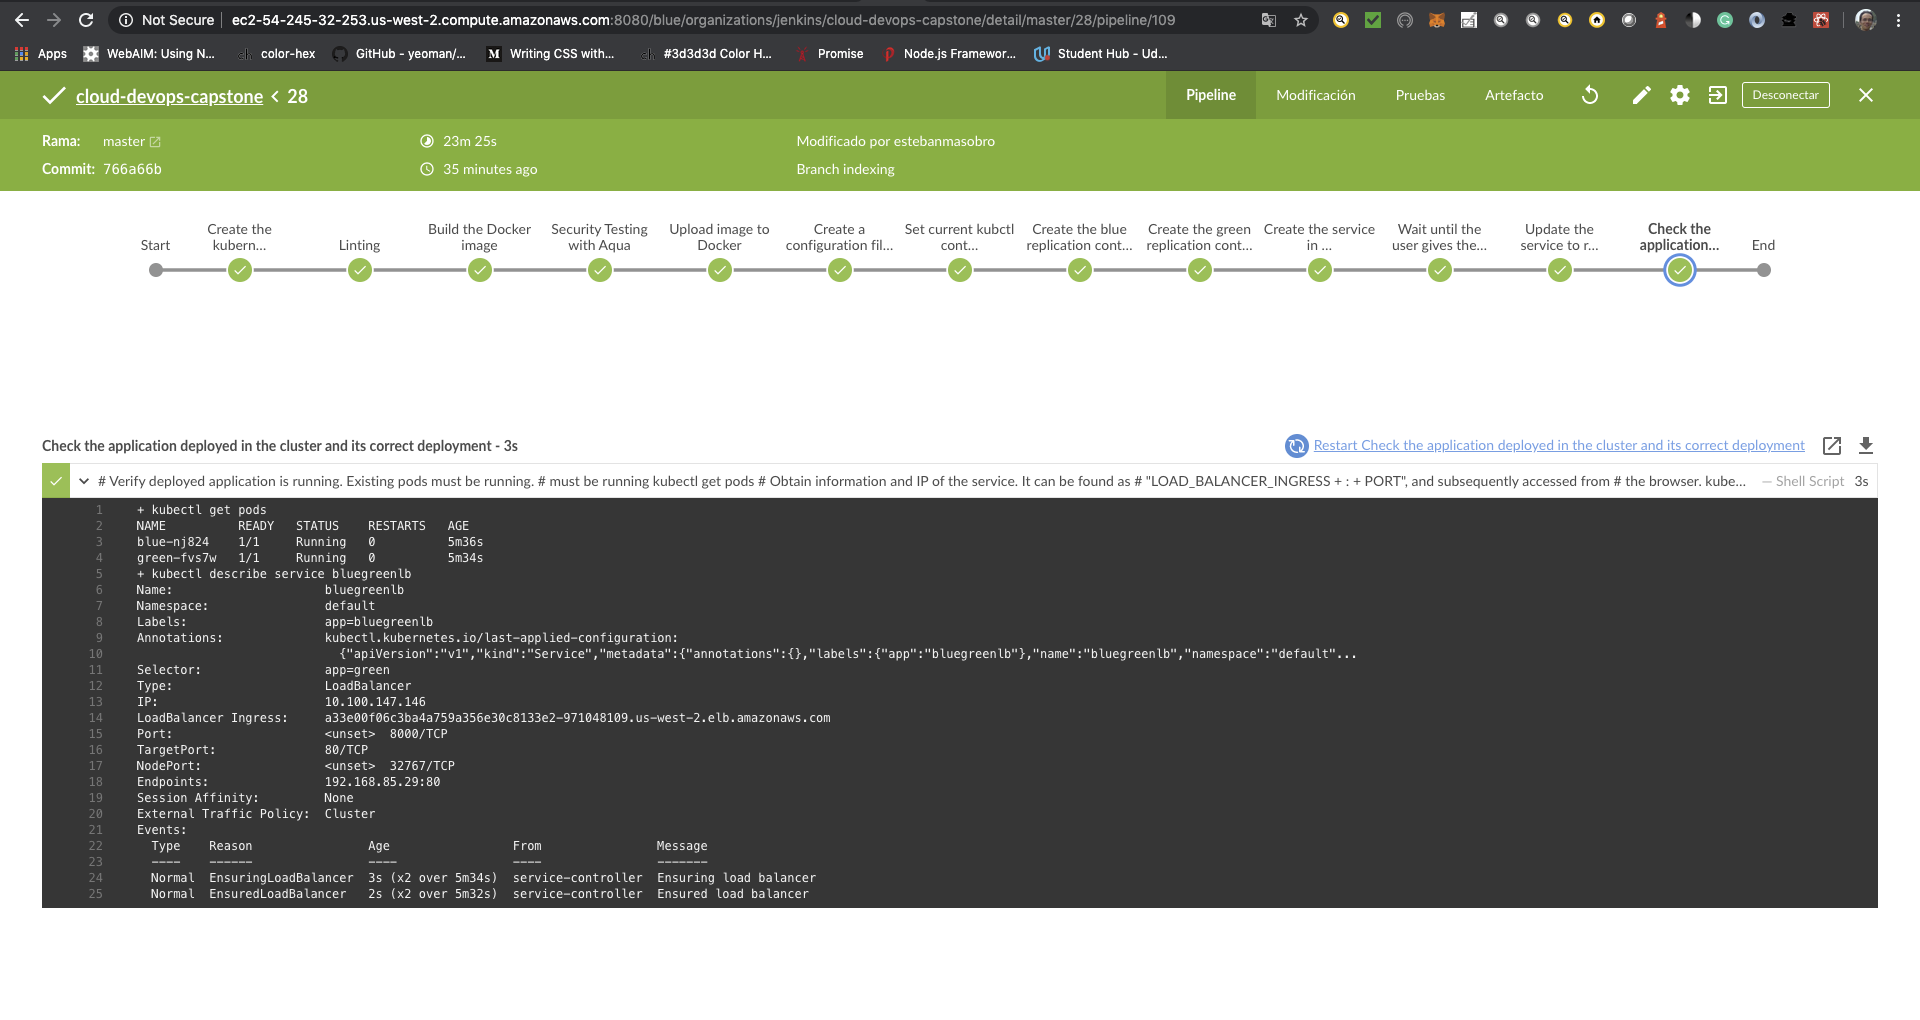 Not Secure ec2-54-245-32-253.us-west-2.compute.amazonaws.com:8080/blue/organizations/jenkins/cloud-devops-capstone/detail/master/28/pipeline/109
Apps WebAIM: Using N... color-hex GitHub - yeoman/... Writing CSS with... #3d3d3d Color H... Promise Node.js Framewor... Student Hub - Ud...
cloud-devops-capstone < 28 Pipeline Modificación Pruebas Artefacto Desconectar
Rama: master 23m 25s Modificado por estebanmasobro
Commit: 766a66b 35 minutes ago Branch indexing
Start
Create the
kubern...
Linting
Build the Docker
image
Security Testing
with Aqua
Upload image to
Docker
Create a
configuration fil...
Set current kubctl
cont...
Create the blue
replication cont...
Create the green
replication cont...
Create the service
in ...
Wait until the
user gives the...
Update the
service to r...
Check the
application...
End
Check the application deployed in the cluster and its correct deployment - 3s Restart Check the application deployed in the cluster and its correct deployment
# Verify deployed application is running. Existing pods must be running. # must be running kubectl get pods # Obtain information and IP of the service. It can be found as # "LOAD_BALANCER_INGRESS + : + PORT", and subsequently accessed from # the browser. kube... — Shell Script 3s
1 + kubectl get pods
2 NAME READY STATUS RESTARTS AGE
3 blue-nj824 1/1 Running 0 5m36s
4 green-fvs7w 1/1 Running 0 5m34s
5 + kubectl describe service bluegreenlb
6 Name: bluegreenlb
7 Namespace: default
8 Labels: app=bluegreenlb
9 Annotations: kubectl.kubernetes.io/last-applied-configuration:
10 {"apiVersion":"v1","kind":"Service","metadata":{"annotations":{},"labels":{"app":"bluegreenlb"},"name":"bluegreenlb","namespace":"default"...
11 Selector: app=green
12 Type: LoadBalancer
13 IP: 10.100.147.146
14 LoadBalancer Ingress: a33e00f06c3ba4a759a356e30c8133e2-971048109.us-west-2.elb.amazonaws.com
15 Port: <unset> 8000/TCP
16 TargetPort: 80/TCP
17 NodePort: <unset> 32767/TCP
18 Endpoints: 192.168.85.29:80
19 Session Affinity: None
20 External Traffic Policy: Cluster
21 Events:
22 Type Reason Age From Message
23 ---- ------ ---- ---- -------
24 Normal EnsuringLoadBalancer 3s (x2 over 5m34s) service-controller Ensuring load balancer
25 Normal EnsuredLoadBalancer 2s (x2 over 5m32s) service-controller Ensured load balancer